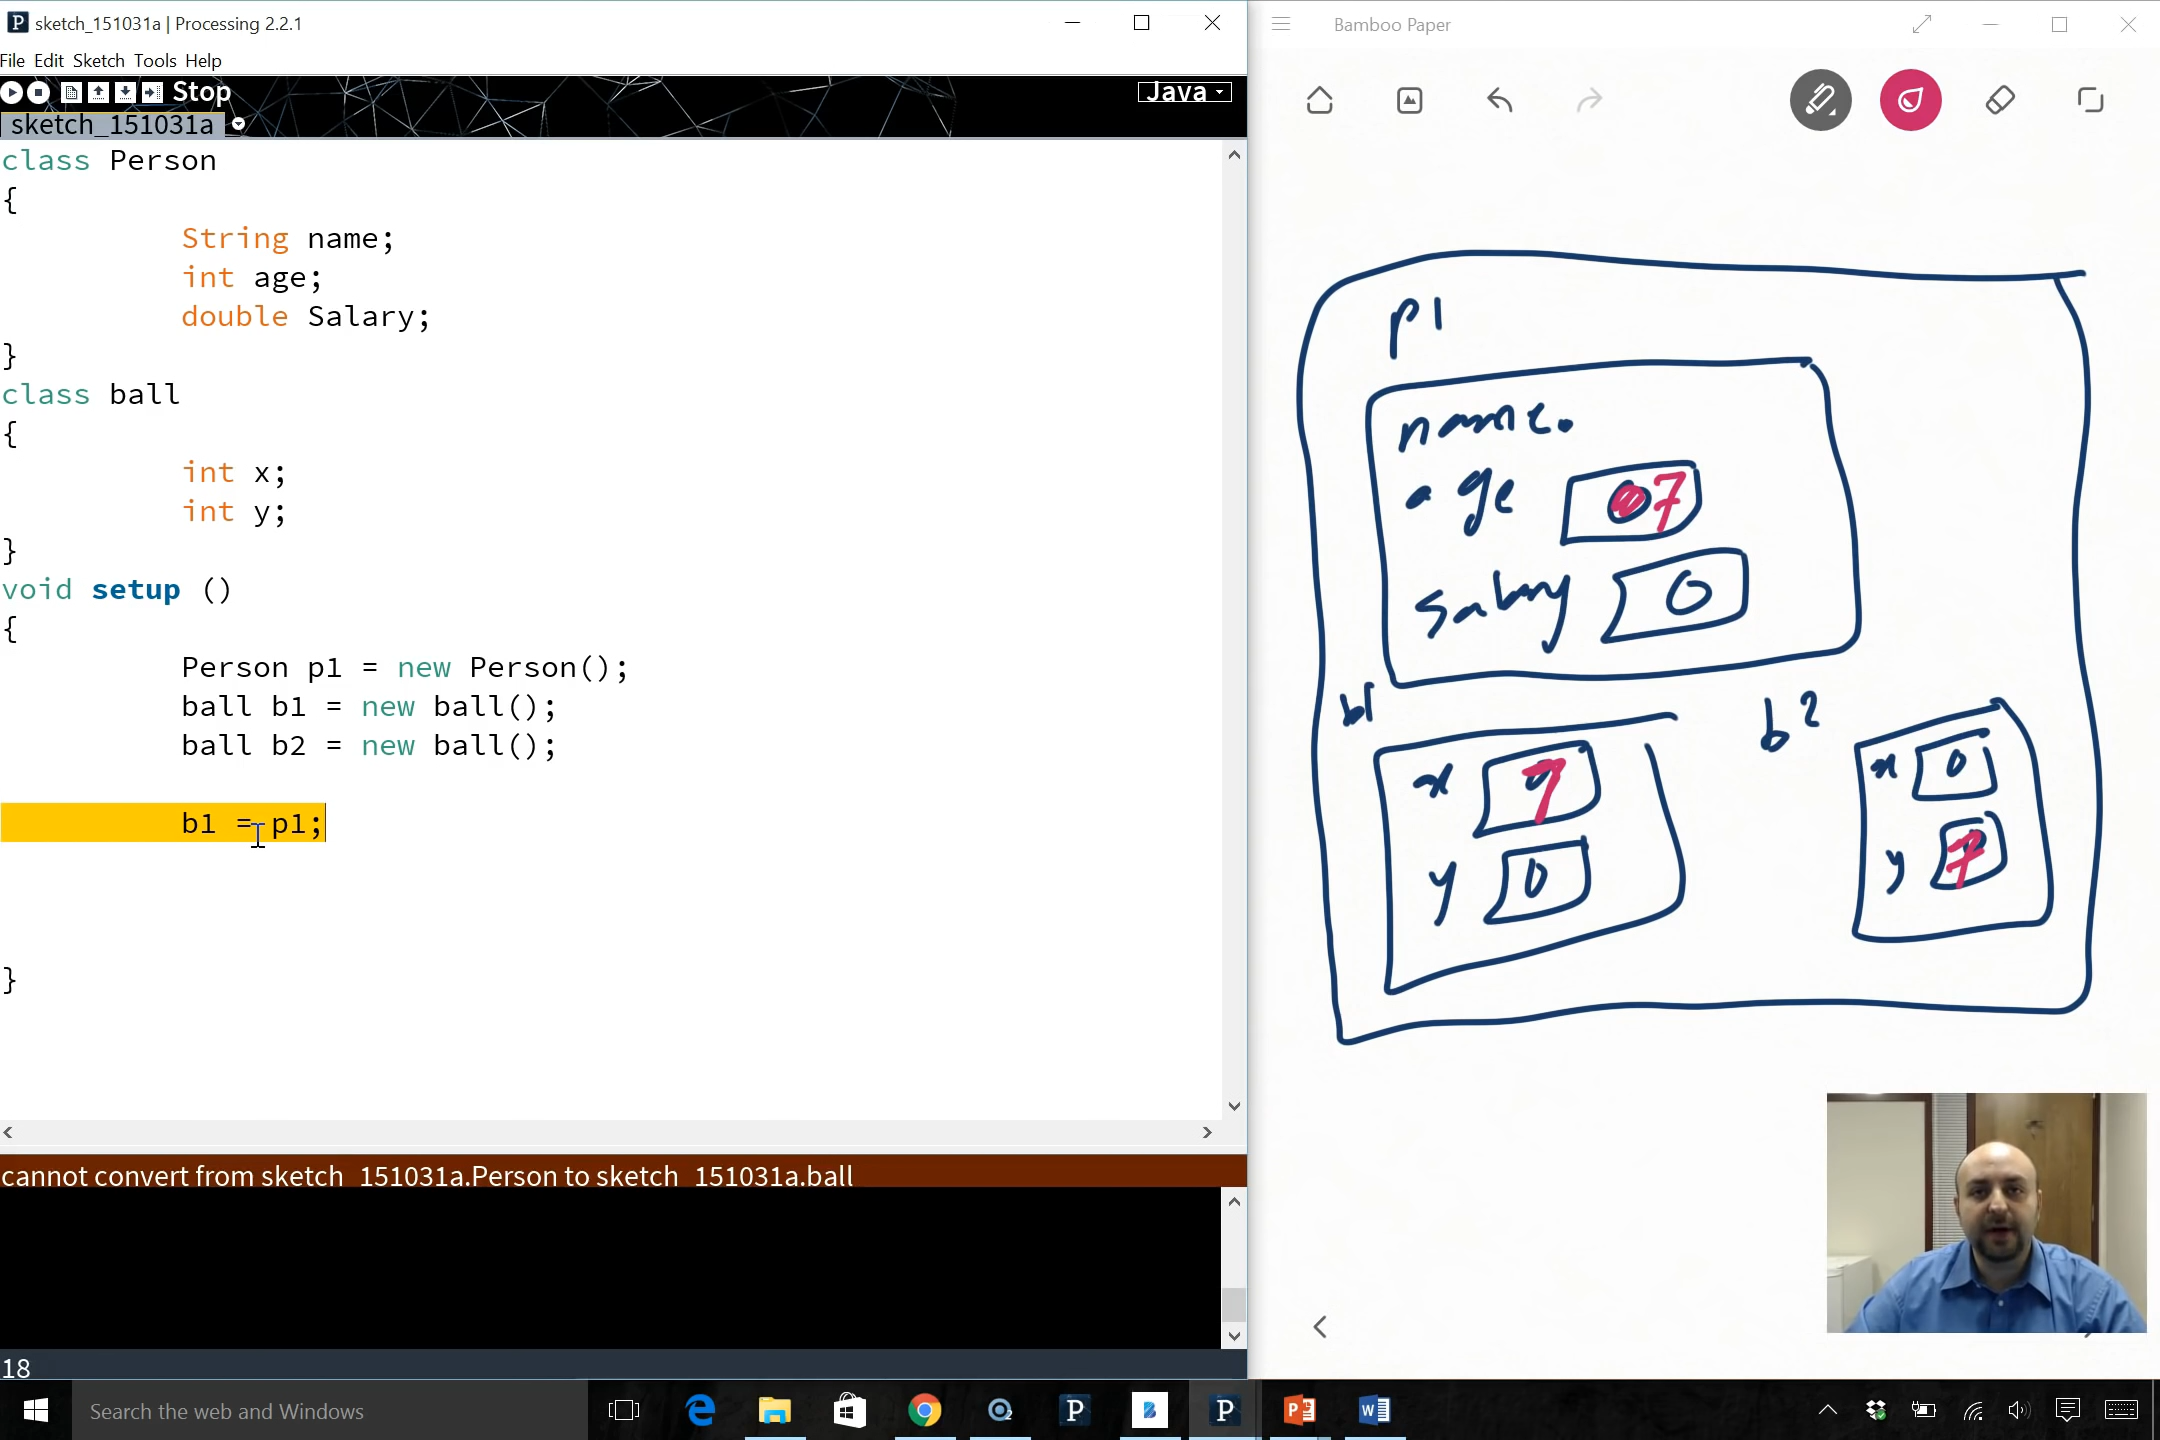 sketch_151031a | Processing 2.2.1
File Edit Sketch Tools Help
Stop
Java
sketch_151031a
class Person
{
String name;
int age;
double Salary;
}
class ball
{
int x;
int y;
}
void setup ()
{
Person p1 = new Person();
ball b1 = new ball();
ball b2 = new ball();
b1 = p1;
}
cannot convert from sketch_151031a.Person to sketch_151031a.ball
18
Search the web and Windows
Bamboo Paper
p1
name.
age 7
salary 0
b1
x 7
y 0
b2
x 0
y 7